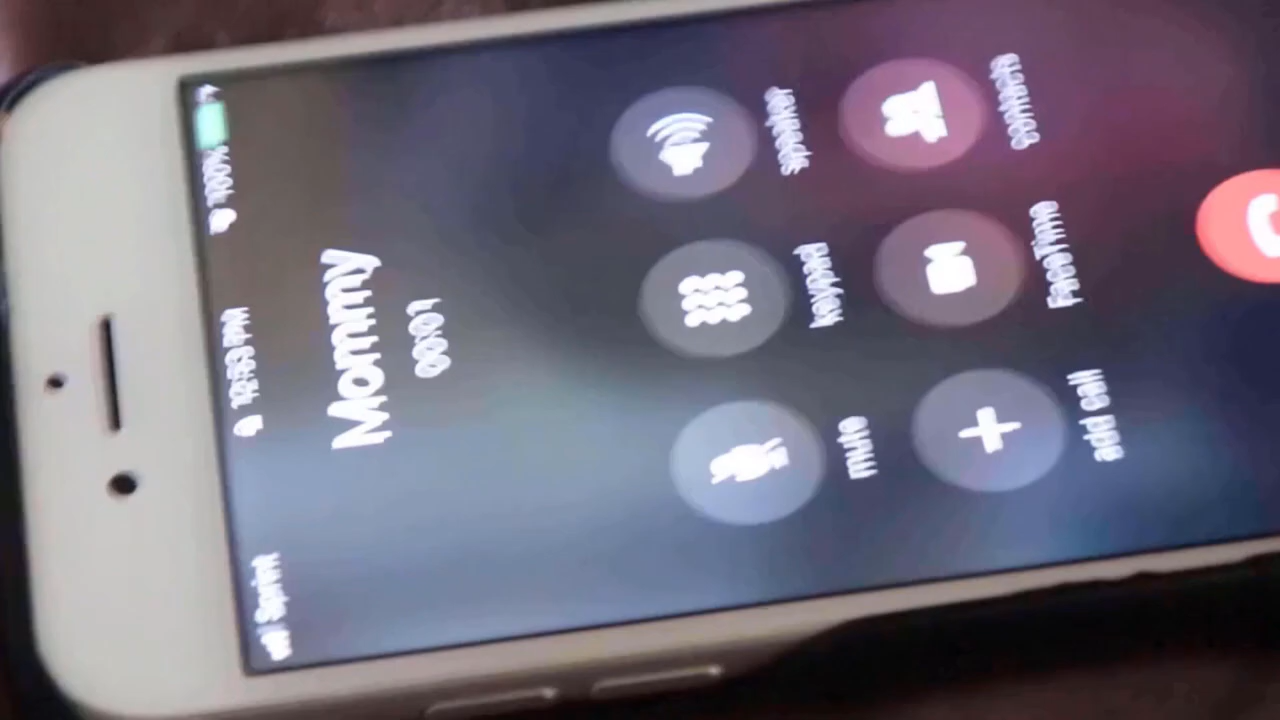 Sprint
100%
Mommy
00:01
mute
keypad
speaker
add call
FaceTime
contacts